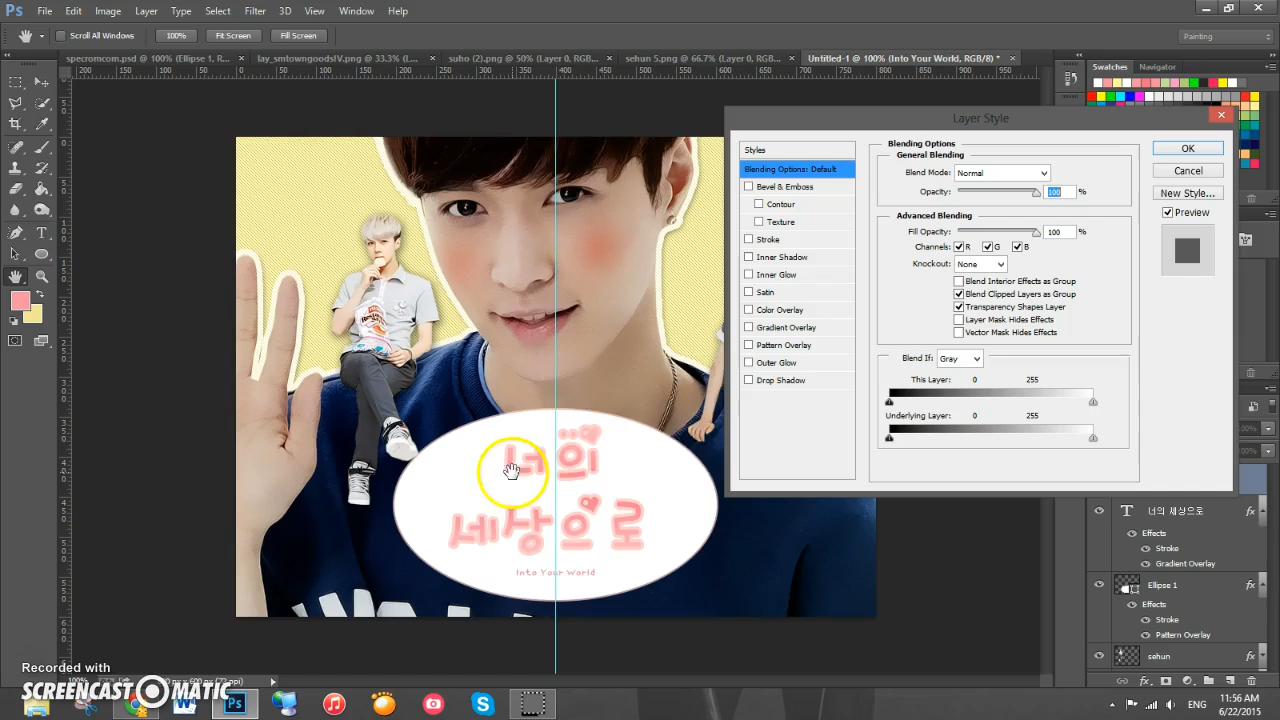 Ps File Edit Image Layer Type Select Filter 3D View Window Help
Scroll All Windows 100% Fit Screen Fill Screen Painting
specromcom.psd (Ellipse 1, R... × lay_smtowngoodsIV.png @ 33.3% (L... × suho (2).png @ 50% (Layer 0, RGB... × sehun 5.png @ 66.7% (Layer 0, RGB... × Untitled-1 @ 100% (Into Your World, RGB/8) * ×
Swatches Navigator
Layer Style
Styles
Blending Options: Default
Bevel & Emboss
Contour
Texture
Stroke
Inner Shadow
Inner Glow
Satin
Color Overlay
Gradient Overlay
Pattern Overlay
Outer Glow
Drop Shadow
Blending Options
General Blending
Blend Mode: Normal
Opacity: 100 %
Advanced Blending
Fill Opacity: 100 %
Channels: R G B
Knockout: None
Blend Interior Effects as Group
Blend Clipped Layers as Group
Transparency Shapes Layer
Layer Mask Hides Effects
Vector Mask Hides Effects
Blend If: Gray
This Layer: 0 255
Underlying Layer: 0 255
OK
Cancel
New Style...
Preview
너의
세상으로
Into Your World
너의 세상으로 fx
Effects
Stroke
Gradient Overlay
Ellipse 1 fx
Effects
Stroke
Pattern Overlay
sehun fx
Recorded with
SCREENCAST-O-MATIC
ENG
11:56 AM
6/22/2015